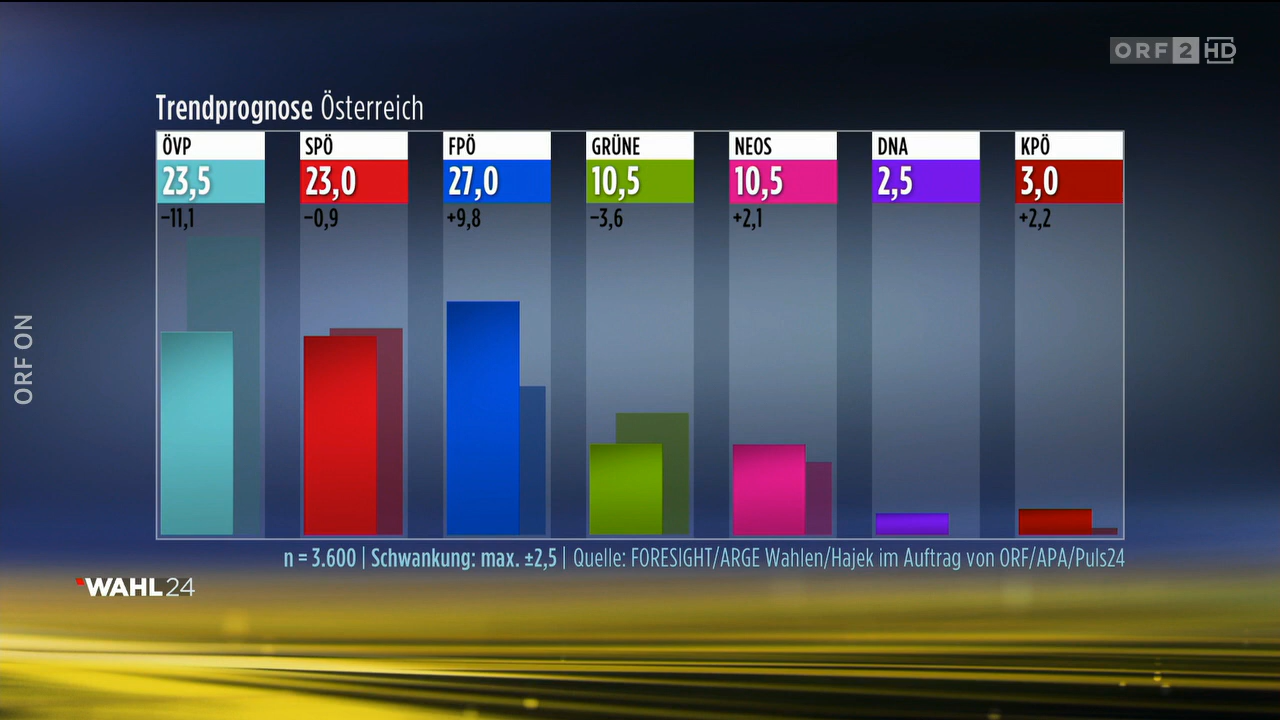 ORF 2 HD
Trendprognose Österreich
ÖVP SPÖ FPÖ GRÜNE NEOS DNA KPÖ
23,5 23,0 27,0 10,5 10,5 2,5 3,0
−11,1 −0,9 +9,8 −3,6 +2,1 +2,2
ORF ON
n = 3.600 | Schwankung: max. ±2,5 | Quelle: FORESIGHT/ARGE Wahlen/Hajek im Auftrag von ORF/APA/Puls24
WAHL24